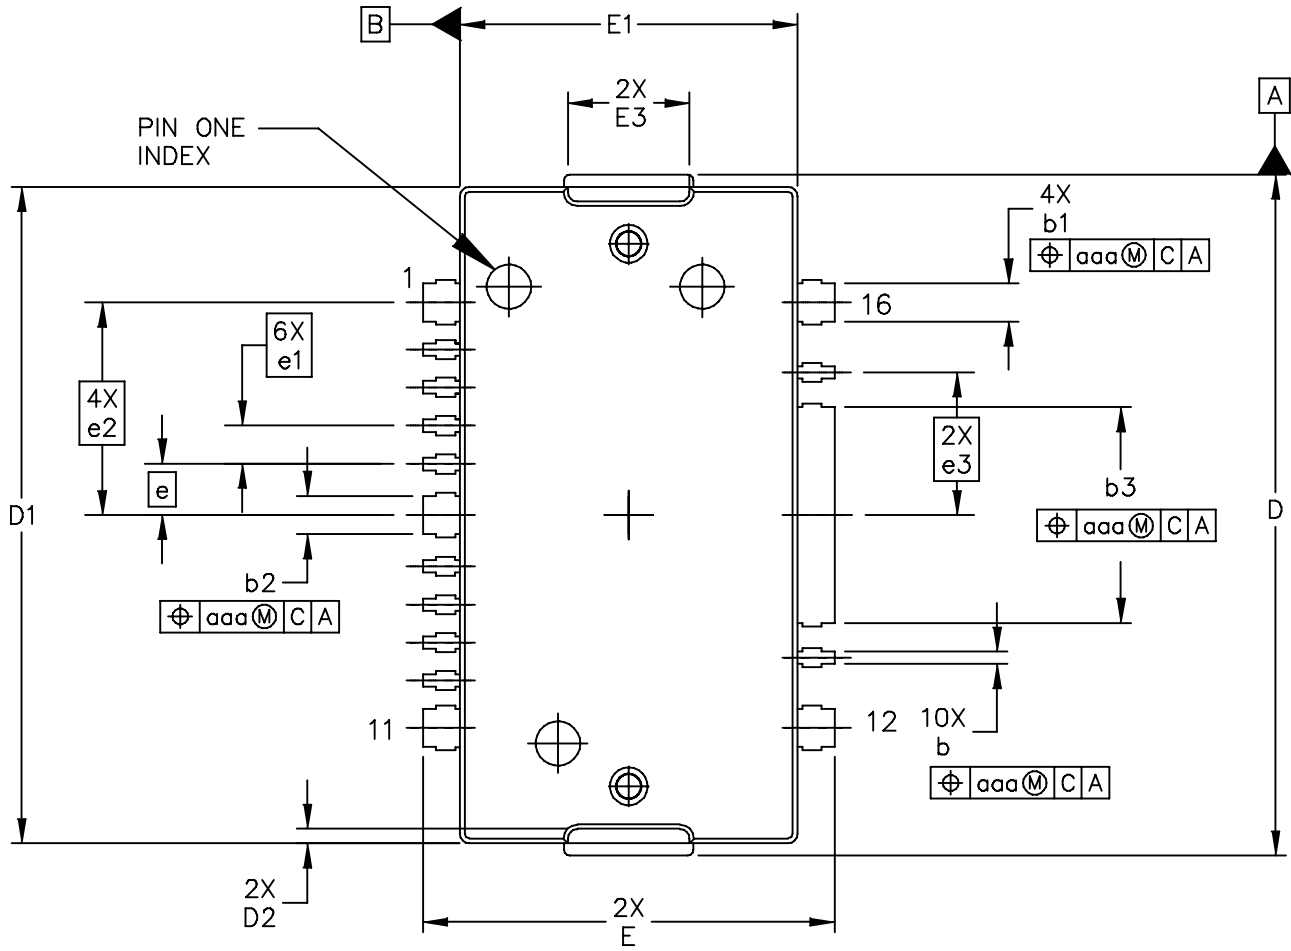 B
E1
2X
E3
A
PIN ONE
INDEX
4X
b1
⌖ aaa Ⓜ C A
1
16
6X
e1
4X
e2
2X
e3
e
b3
⌖ aaa Ⓜ C A
D1
D
b2
⌖ aaa Ⓜ C A
11
12
10X
b
⌖ aaa Ⓜ C A
2X
D2
2X
E